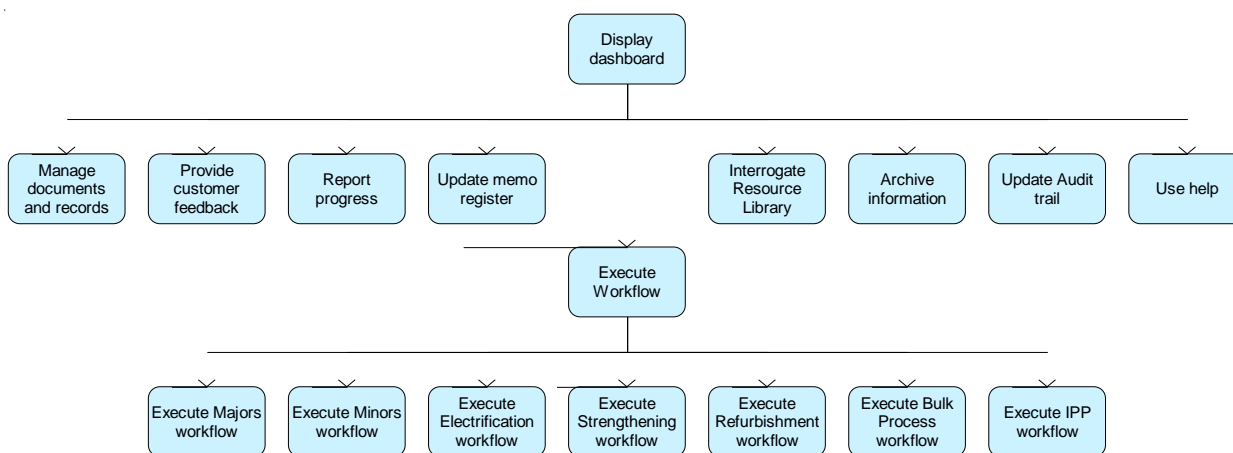 Display
dashboard
Manage
documents
and records
Provide
customer
feedback
Report
progress
Update memo
register
Interrogate
Resource
Library
Archive
information
Update Audit
trail
Use help
Execute
Workflow
Execute Majors
workflow
Execute Minors
workflow
Execute
Electrification
workflow
Execute
Strengthening
workflow
Execute
Refurbishment
workflow
Execute Bulk
Process
workflow
Execute IPP
workflow